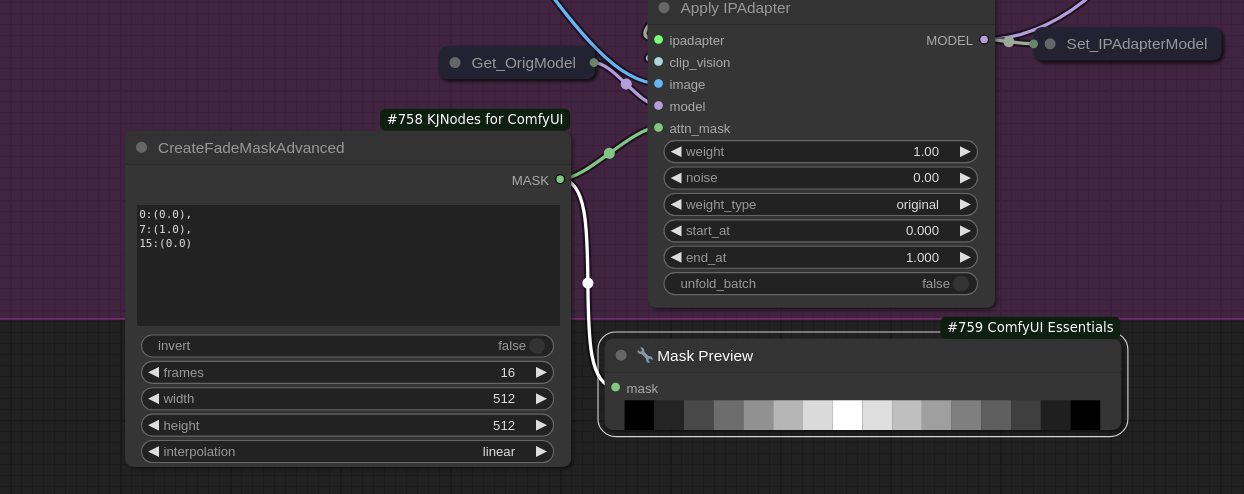 Apply IPAdapter
ipadapter MODEL
Set_IPAdapterModel
clip_vision
Get_OrigModel
image
model
attn_mask
weight 1.00
noise 0.00
weight_type original
start_at 0.000
end_at 1.000
unfold_batch false
#758 KJNodes for ComfyUI
CreateFadeMaskAdvanced
MASK
0:(0.0),
7:(1.0),
15:(0.0)
invert false
frames 16
width 512
height 512
interpolation linear
#759 ComfyUI Essentials
🔧 Mask Preview
mask